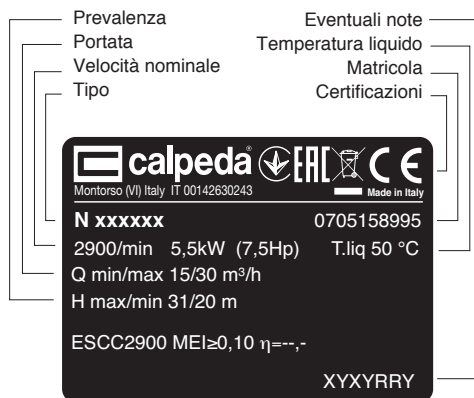 Prevalenza
Portata
Velocità nominale
Tipo
Eventuali note
Temperatura liquido
Matricola
Certificazioni
calpeda®
EAC CE
Montorso (VI) Italy IT 00142630243
Made in Italy
N xxxxxx 0705158995
2900/min 5,5kW (7,5Hp) T.liq 50 °C
Q min/max 15/30 m³/h
H max/min 31/20 m
ESCC2900 MEI≥0,10 η=--,-
XYXYRRY